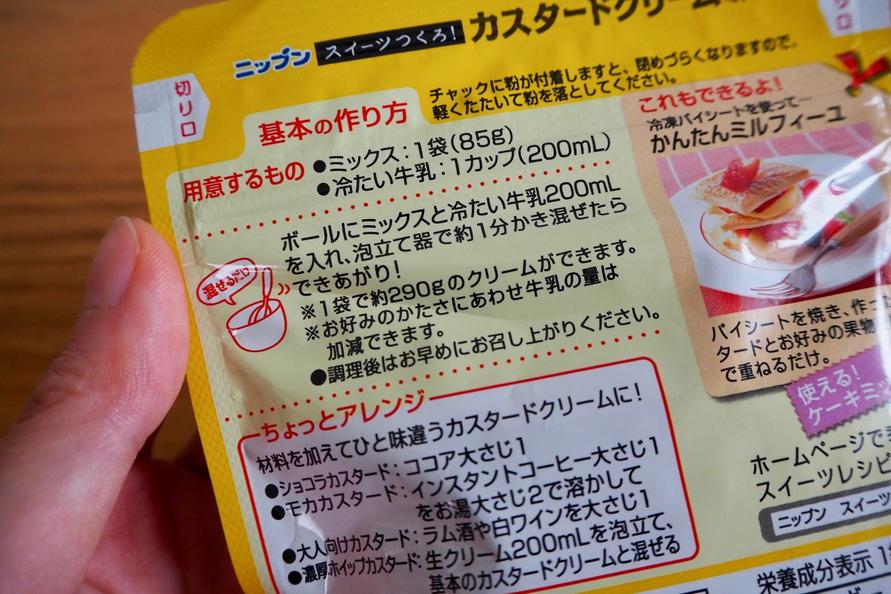 ニップン スイーツつくろ! カスタードクリーム
切り口
切り口
チャックに粉が付着しますと、閉めづらくなりますので、
軽くたたいて粉を落としてください。
基本の作り方
用意するもの
●ミックス:1袋(85g)
●冷たい牛乳:1カップ(200mL)
混ぜるだけ
ボールにミックスと冷たい牛乳200mL
を入れ、泡立て器で約1分かき混ぜたら
できあがり!
※1袋で約290gのクリームができます。
※お好みのかたさにあわせ牛乳の量は
加減できます。
●調理後はお早めにお召し上がりください。
ちょっとアレンジ
材料を加えてひと味違うカスタードクリームに!
●ショコラカスタード:ココア大さじ1
●モカカスタード:インスタントコーヒー大さじ1
をお湯大さじ2で溶かして
●大人向けカスタード:ラム酒や白ワインを大さじ1
●濃厚ホイップカスタード:生クリーム200mLを泡立て、
基本のカスタードクリームと混ぜる
これもできるよ!
冷凍パイシートを使って…
かんたんミルフィーユ
パイシートを焼き、作っ
タードとお好みの果物
で重ねるだけ。
使える!
ケーキミッ
ホームページで
スイーツレシピ
ニップン スイーツ
栄養成分表示 1